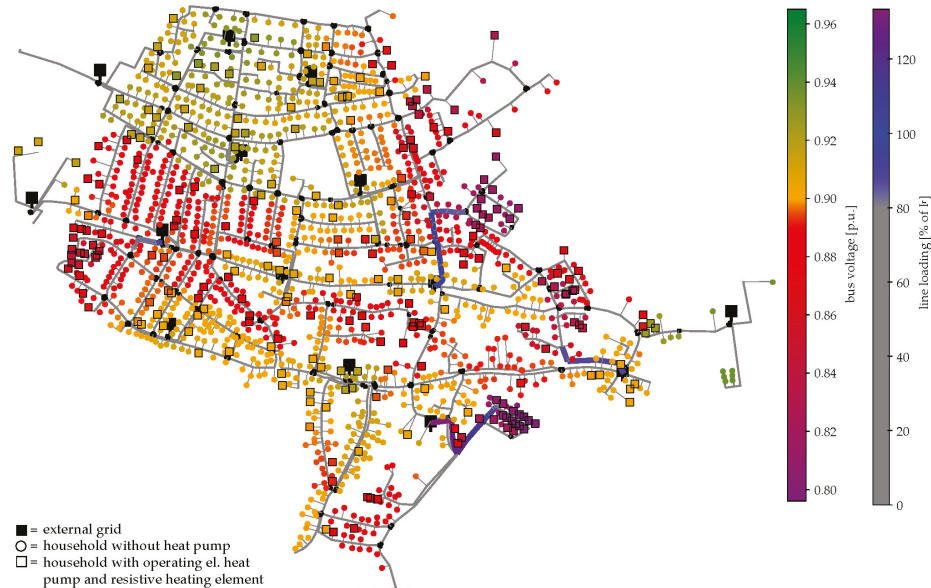 0.96
0.94
0.92
0.90
0.88
0.86
0.84
0.82
0.80
bus voltage [p.u.]
120
100
80
60
40
20
0
line loading [% of Ir]
= external grid
= household without heat pump
= household with operating el. heat
pump and resistive heating element